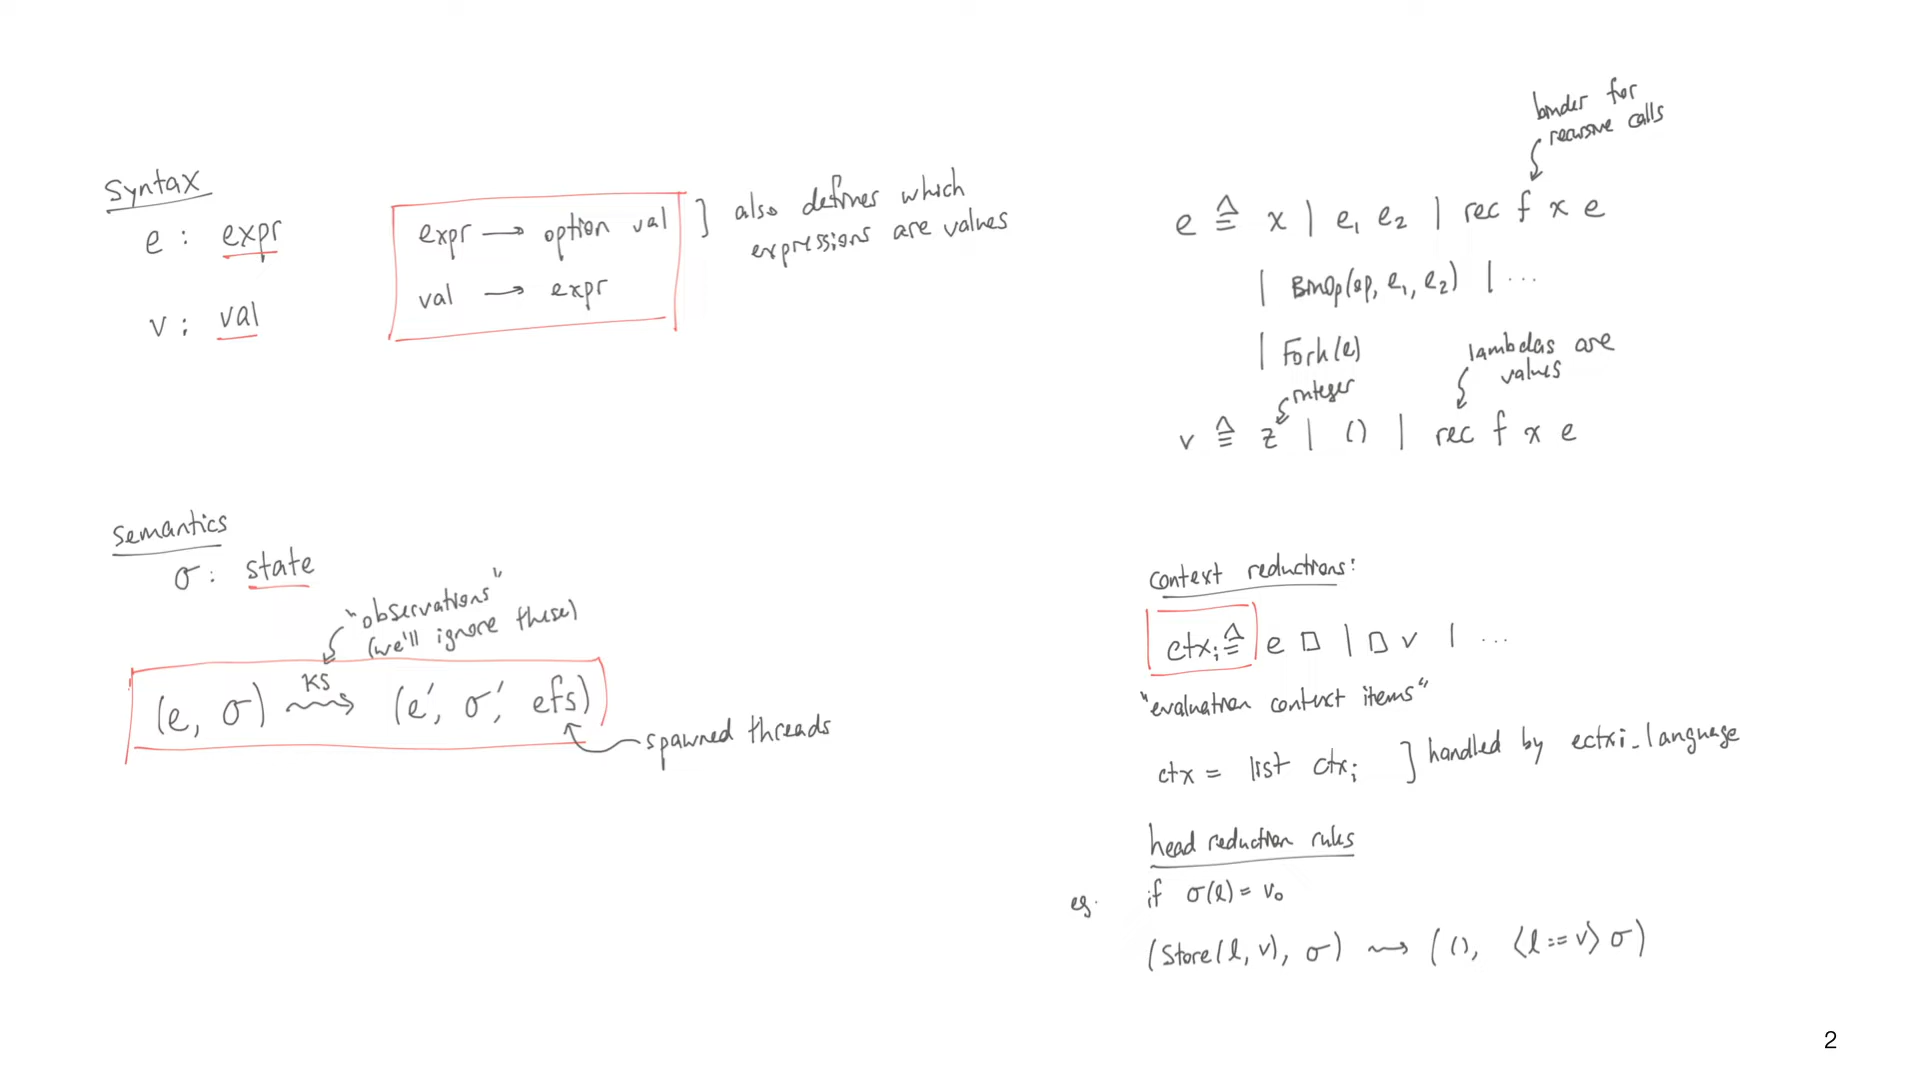 Syntax
e : expr
v : val
expr → option val
val → expr
] also defines which
expressions are values
binder for
recursive calls
e ≜ x | e₁ e₂ | rec f x e
| BinOp(op, e₁, e₂) | ...
| Fork(e)
integer
lambdas are
values
v ≜ z | () | rec f x e
Semantics
σ : state
"observations"
(we'll ignore these)
(e, σ) ⇝ κs (e′, σ′, efs)
spawned threads
context reductions:
ctxᵢ ≜ e □ | □ v | ...
"evaluation context items"
ctx = list ctxᵢ ] handled by ectxi_language
head reduction rules
eg. if σ(l) = v₀
(Store(l, v), σ) ⇝ ((), ⟨l := v⟩ σ)
2